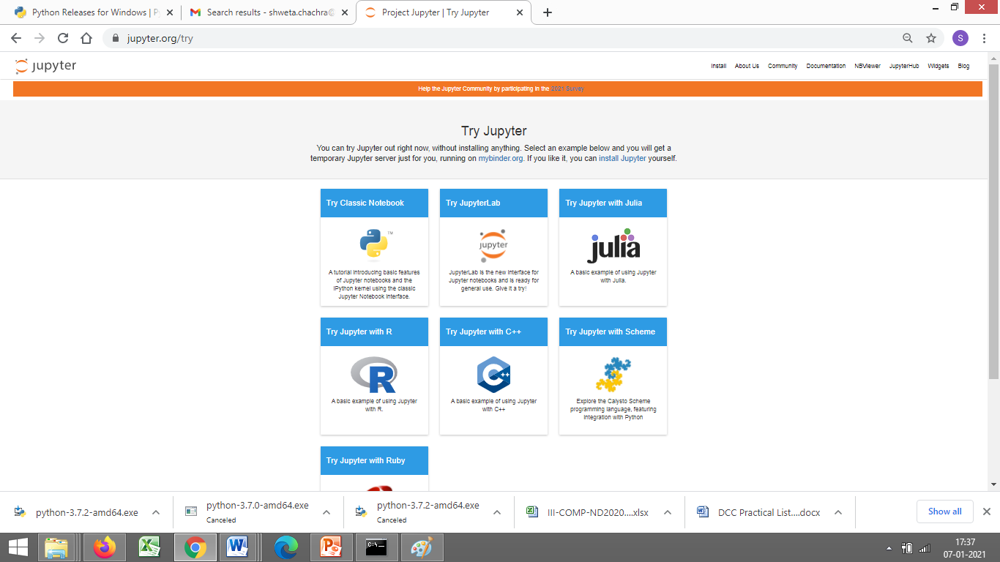 Python Releases for Windows | Py
Search results - shweta.chachra@
Project Jupyter | Try Jupyter
jupyter.org/try
S
jupyter
Install
About Us
Community
Documentation
NBViewer
JupyterHub
Widgets
Blog
Help the Jupyter Community by participating in the 2021 Survey
Try Jupyter
You can try Jupyter out right now, without installing anything. Select an example below and you will get a
temporary Jupyter server just for you, running on mybinder.org. If you like it, you can install Jupyter yourself.
Try Classic Notebook
TM
A tutorial introducing basic features
of Jupyter notebooks and the
IPython kernel using the classic
Jupyter Notebook interface.
Try JupyterLab
jupyter
JupyterLab is the new interface for
Jupyter notebooks and is ready for
general use. Give it a try!
Try Jupyter with Julia
julia
A basic example of using Jupyter
with Julia.
Try Jupyter with R
R
A basic example of using Jupyter
with R.
Try Jupyter with C++
C++
A basic example of using Jupyter
with C++
Try Jupyter with Scheme
Explore the Calysto Scheme
programming language, featuring
integration with Python
Try Jupyter with Ruby
python-3.7.2-amd64.exe
python-3.7.0-amd64.exe
Canceled
python-3.7.2-amd64.exe
Canceled
III-COMP-ND2020....xlsx
DCC Practical List....docx
Show all
17:37
07-01-2021